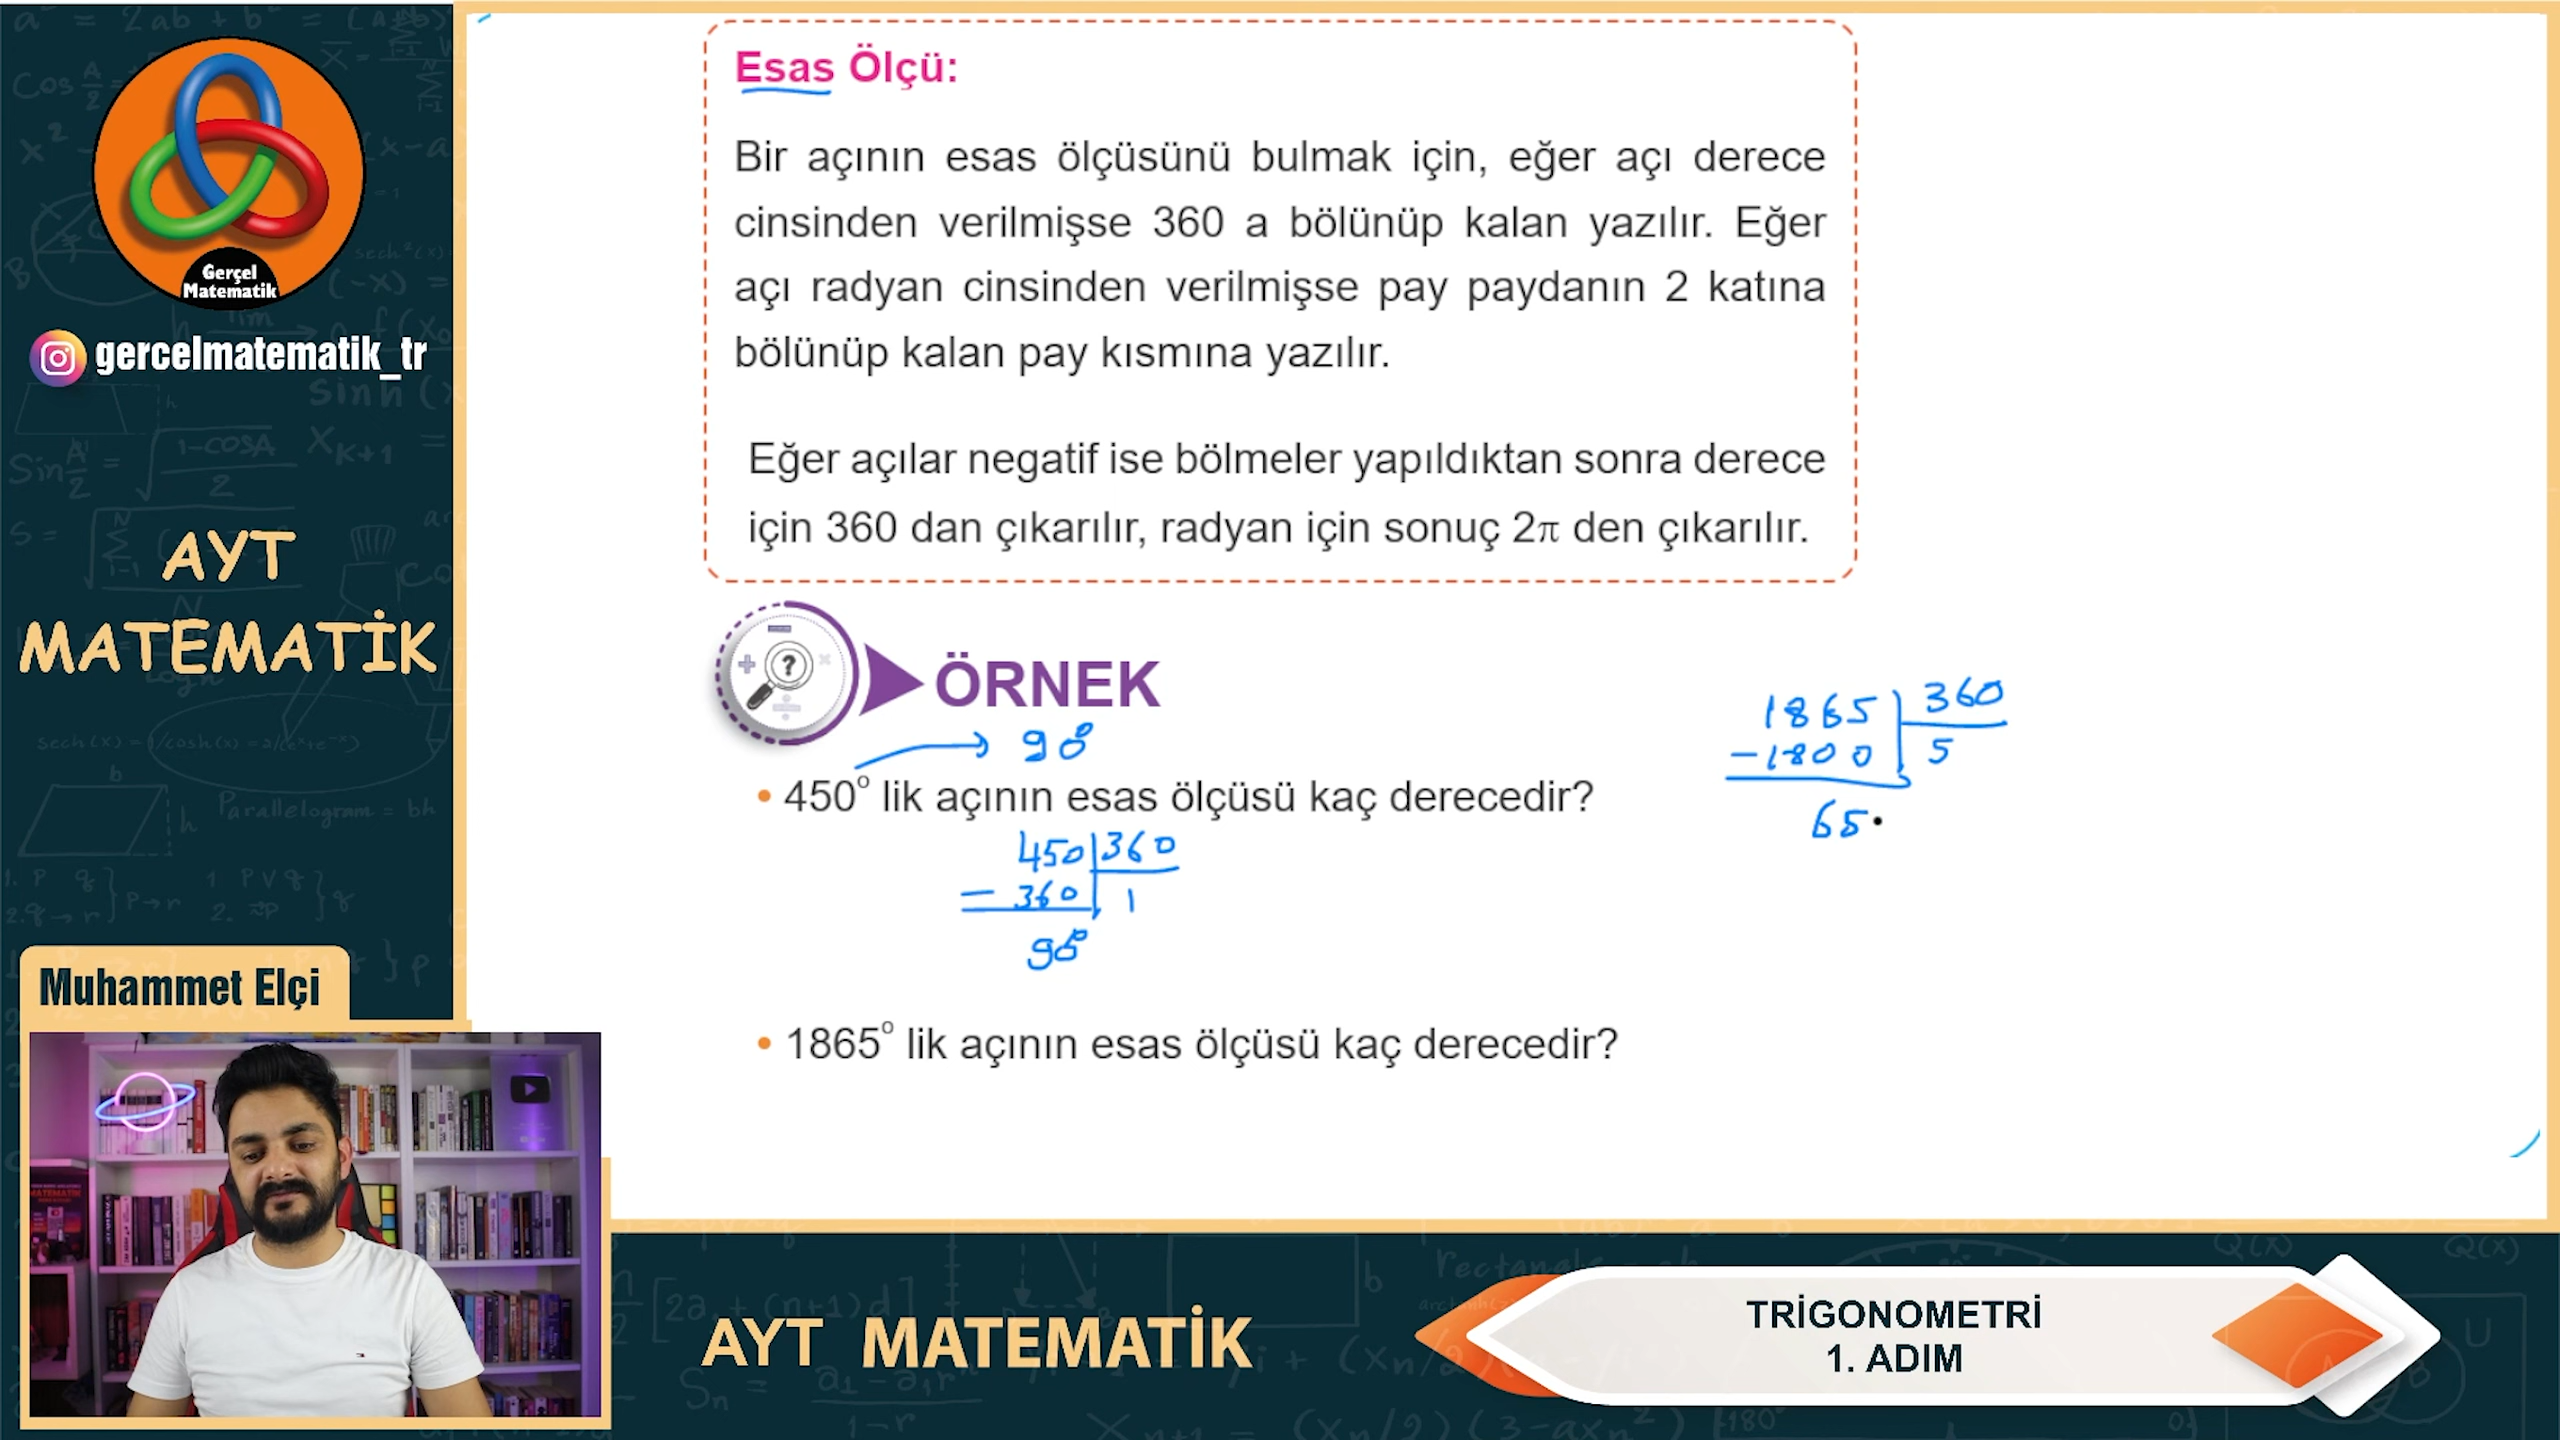 Gerçel
Matematik
gercelmatematik_tr
AYT
MATEMATİK
Muhammet Elçi
Esas Ölçü:
Bir açının esas ölçüsünü bulmak için, eğer açı derece
cinsinden verilmişse 360 a bölünüp kalan yazılır. Eğer
açı radyan cinsinden verilmişse pay paydanın 2 katına
bölünüp kalan pay kısmına yazılır.
Eğer açılar negatif ise bölmeler yapıldıktan sonra derece
için 360 dan çıkarılır, radyan için sonuç 2π den çıkarılır.
ÖRNEK
→ 90°
• 450° lik açının esas ölçüsü kaç derecedir?
450 | 360
- 360 | 1
90°
1865 | 360
- 1800 | 5
65
• 1865° lik açının esas ölçüsü kaç derecedir?
AYT MATEMATİK
TRİGONOMETRİ
1. ADIM